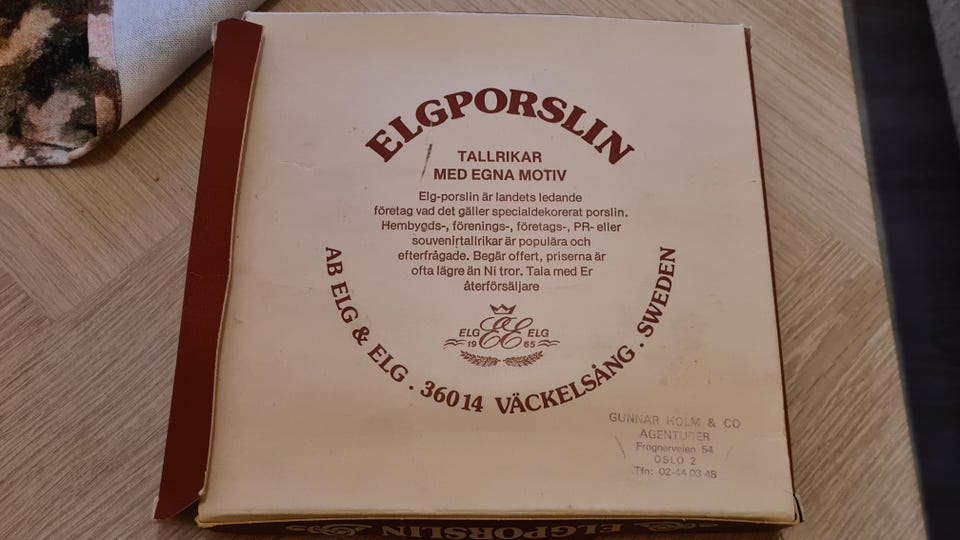 ELGPORSLIN
TALLRIKAR
MED EGNA MOTIV
Elg-porslin är landets ledande
företag vad det gäller specialdekorerat porslin.
Hembygds-, förenings-, företags-, PR- eller
souvenirtallrikar är populära och
efterfrågade. Begär offert, priserna är
ofta lägre än Ni tror. Tala med Er
återförsäljare
ELG EE ELG
1965
AB ELG & ELG . 36014 VÄCKELSÅNG . SWEDEN
GUNNAR HOLM & CO
AGENTURER
Frognerveien 54
OSLO 2
Tfn: 02-44 03 48
ELGPORSLIN